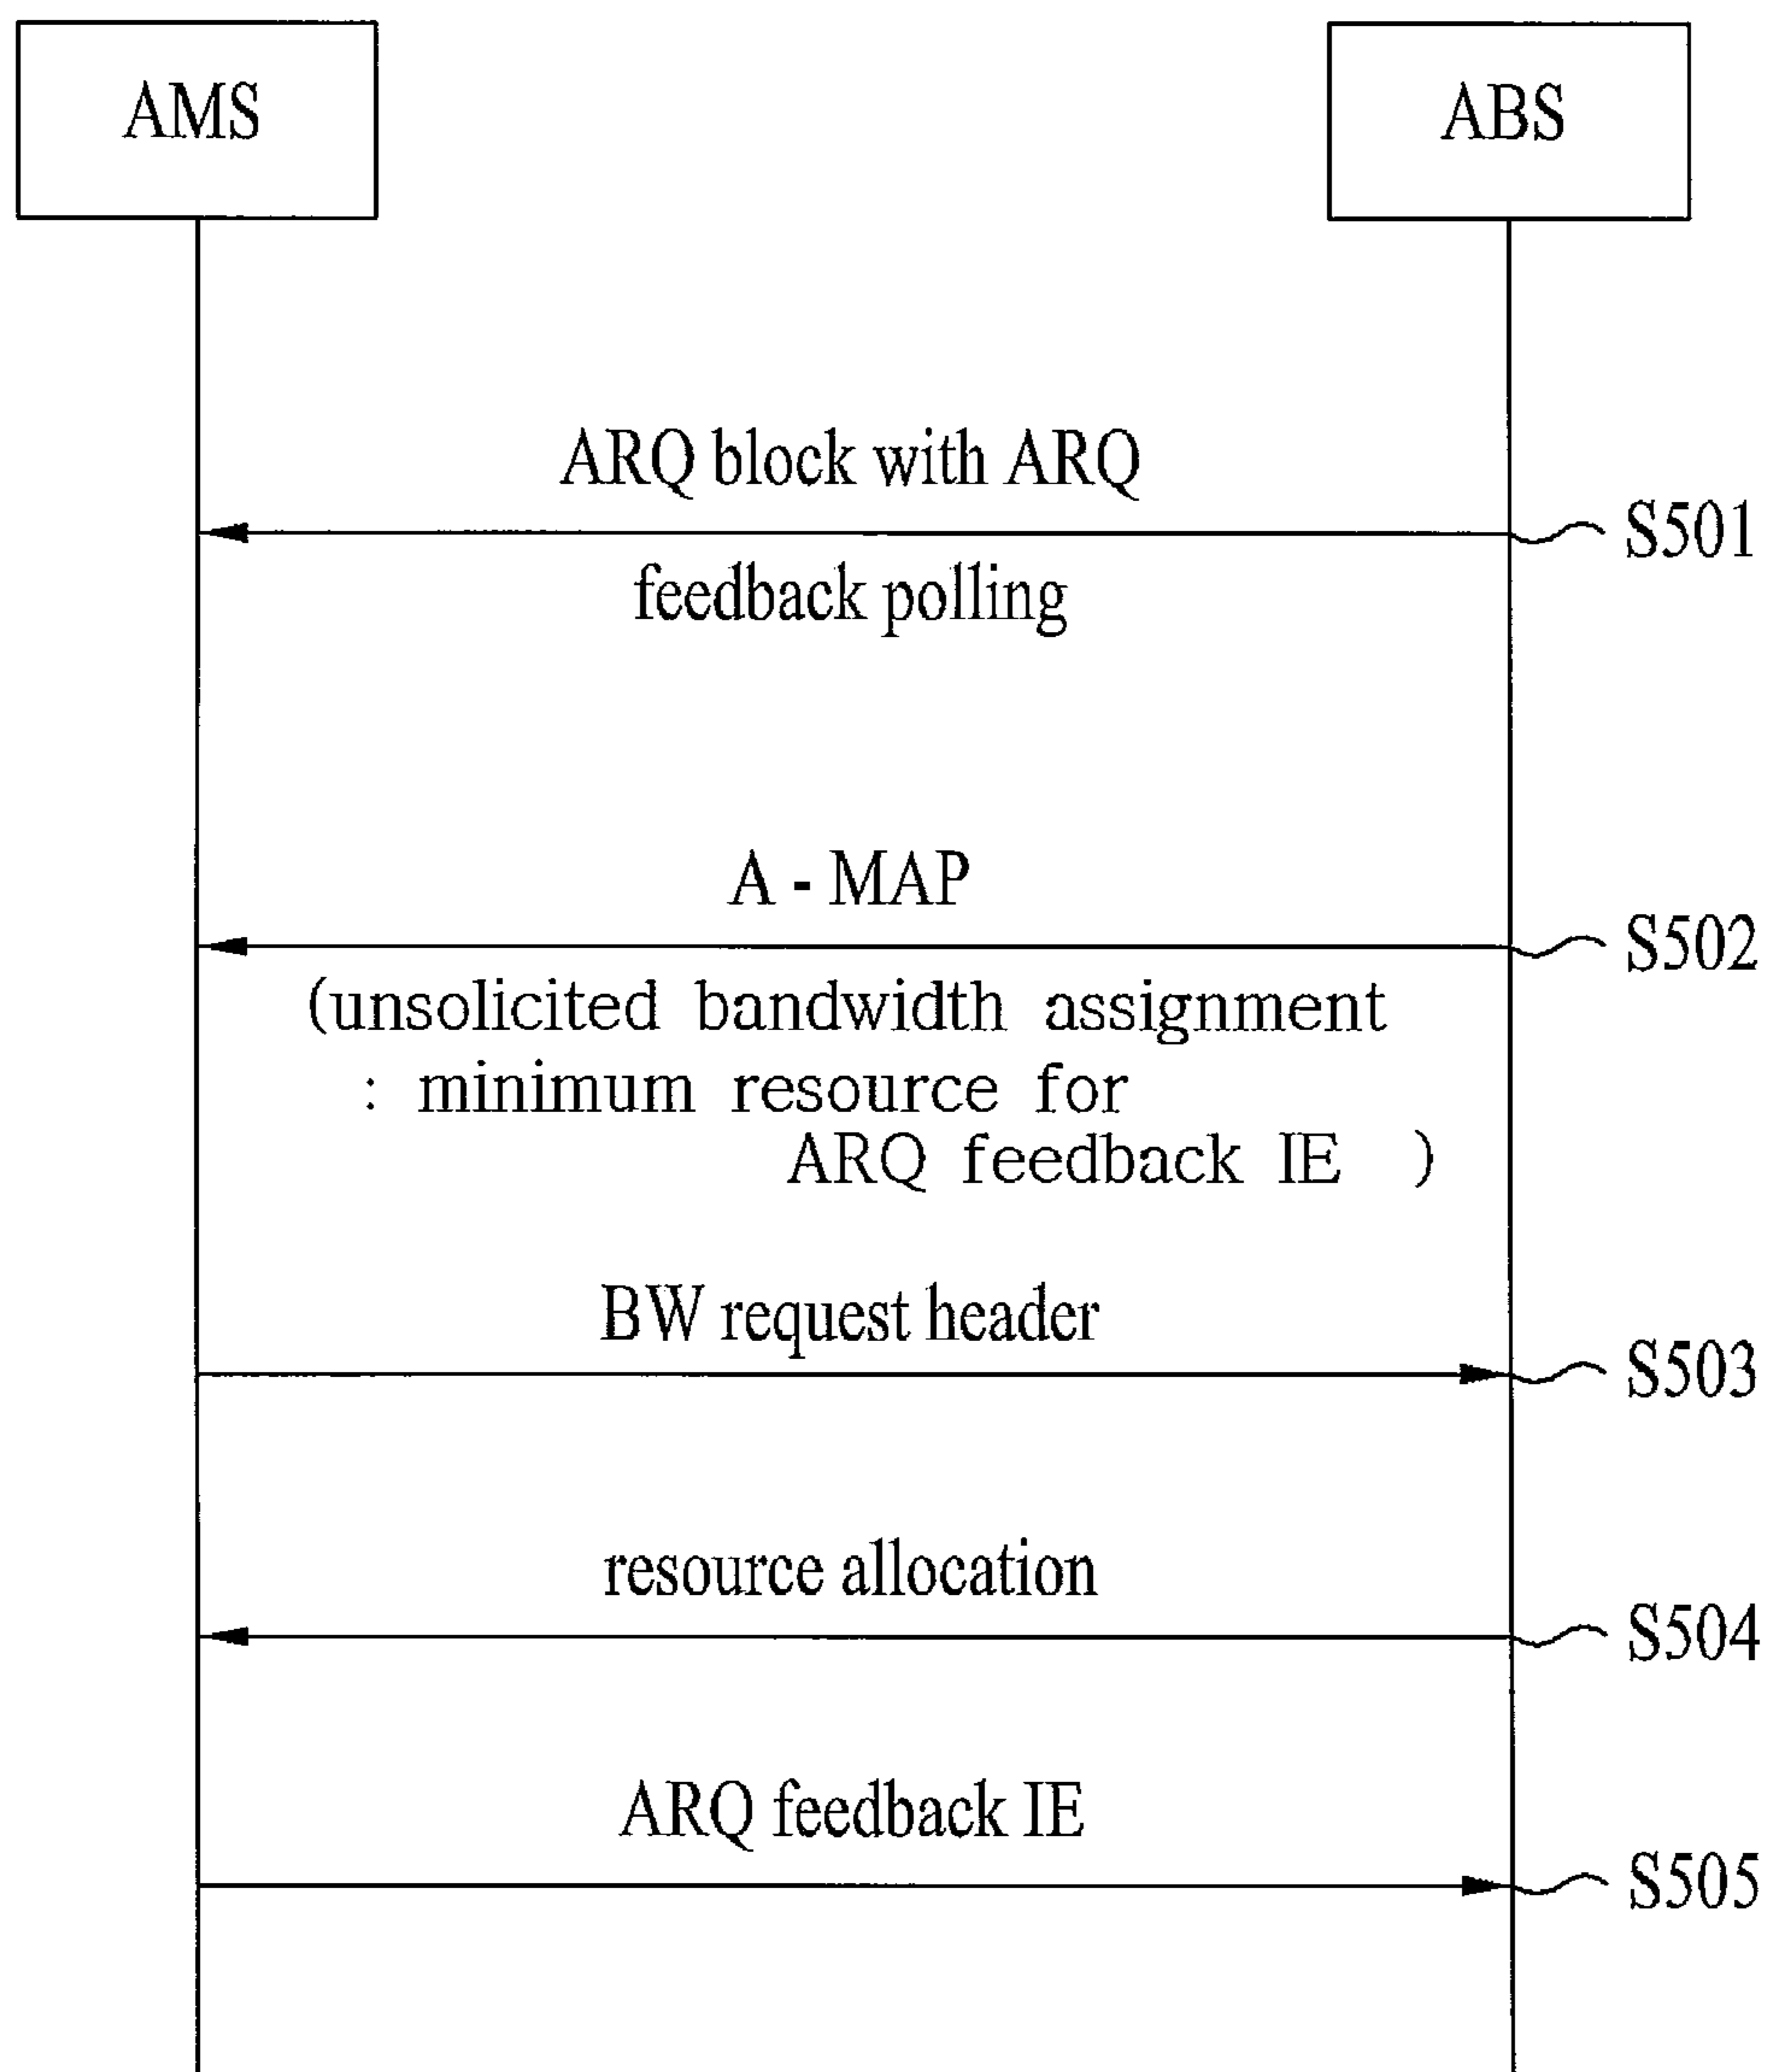 AMS
ABS
ARQ block with ARQ
S501
feedback polling
A - MAP
S502
(unsolicited bandwidth assignment
: minimum resource for
ARQ feedback IE )
BW request header
S503
resource allocation
S504
ARQ feedback IE
S505